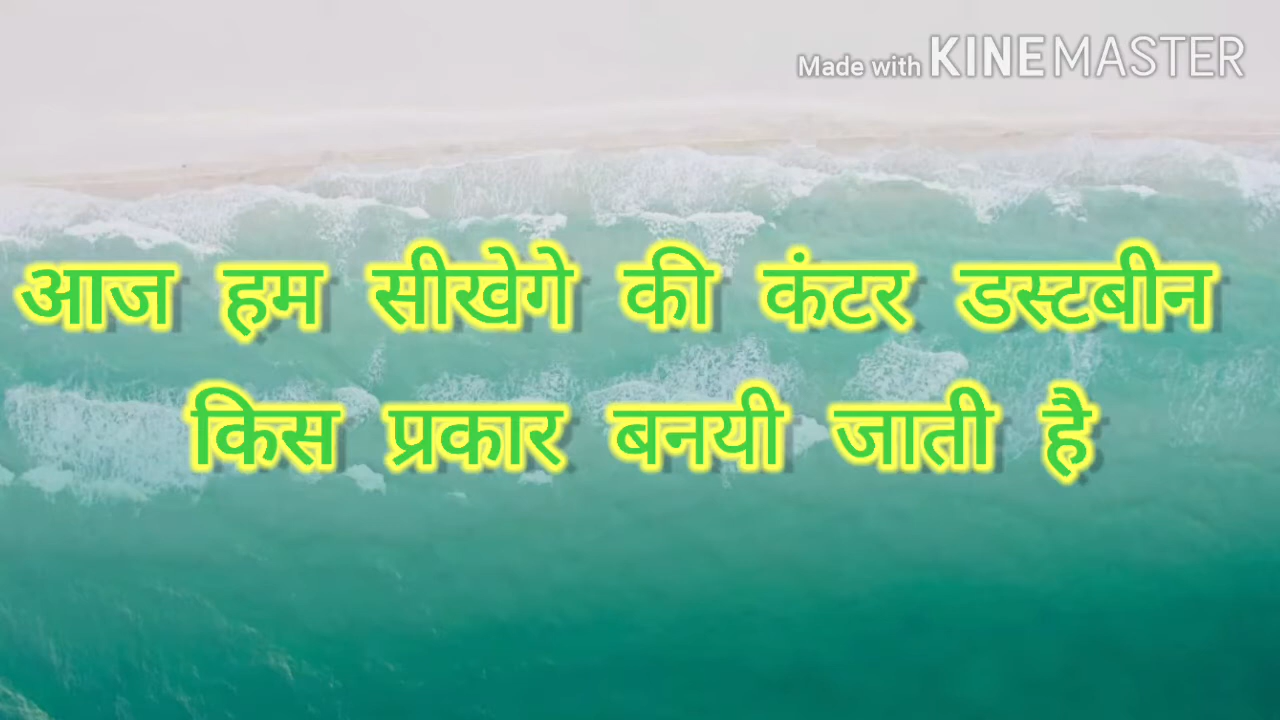 Made with KINEMASTER
आज हम सीखेगे की कंटर डस्टबीन
किस प्रकार बनयी जाती है